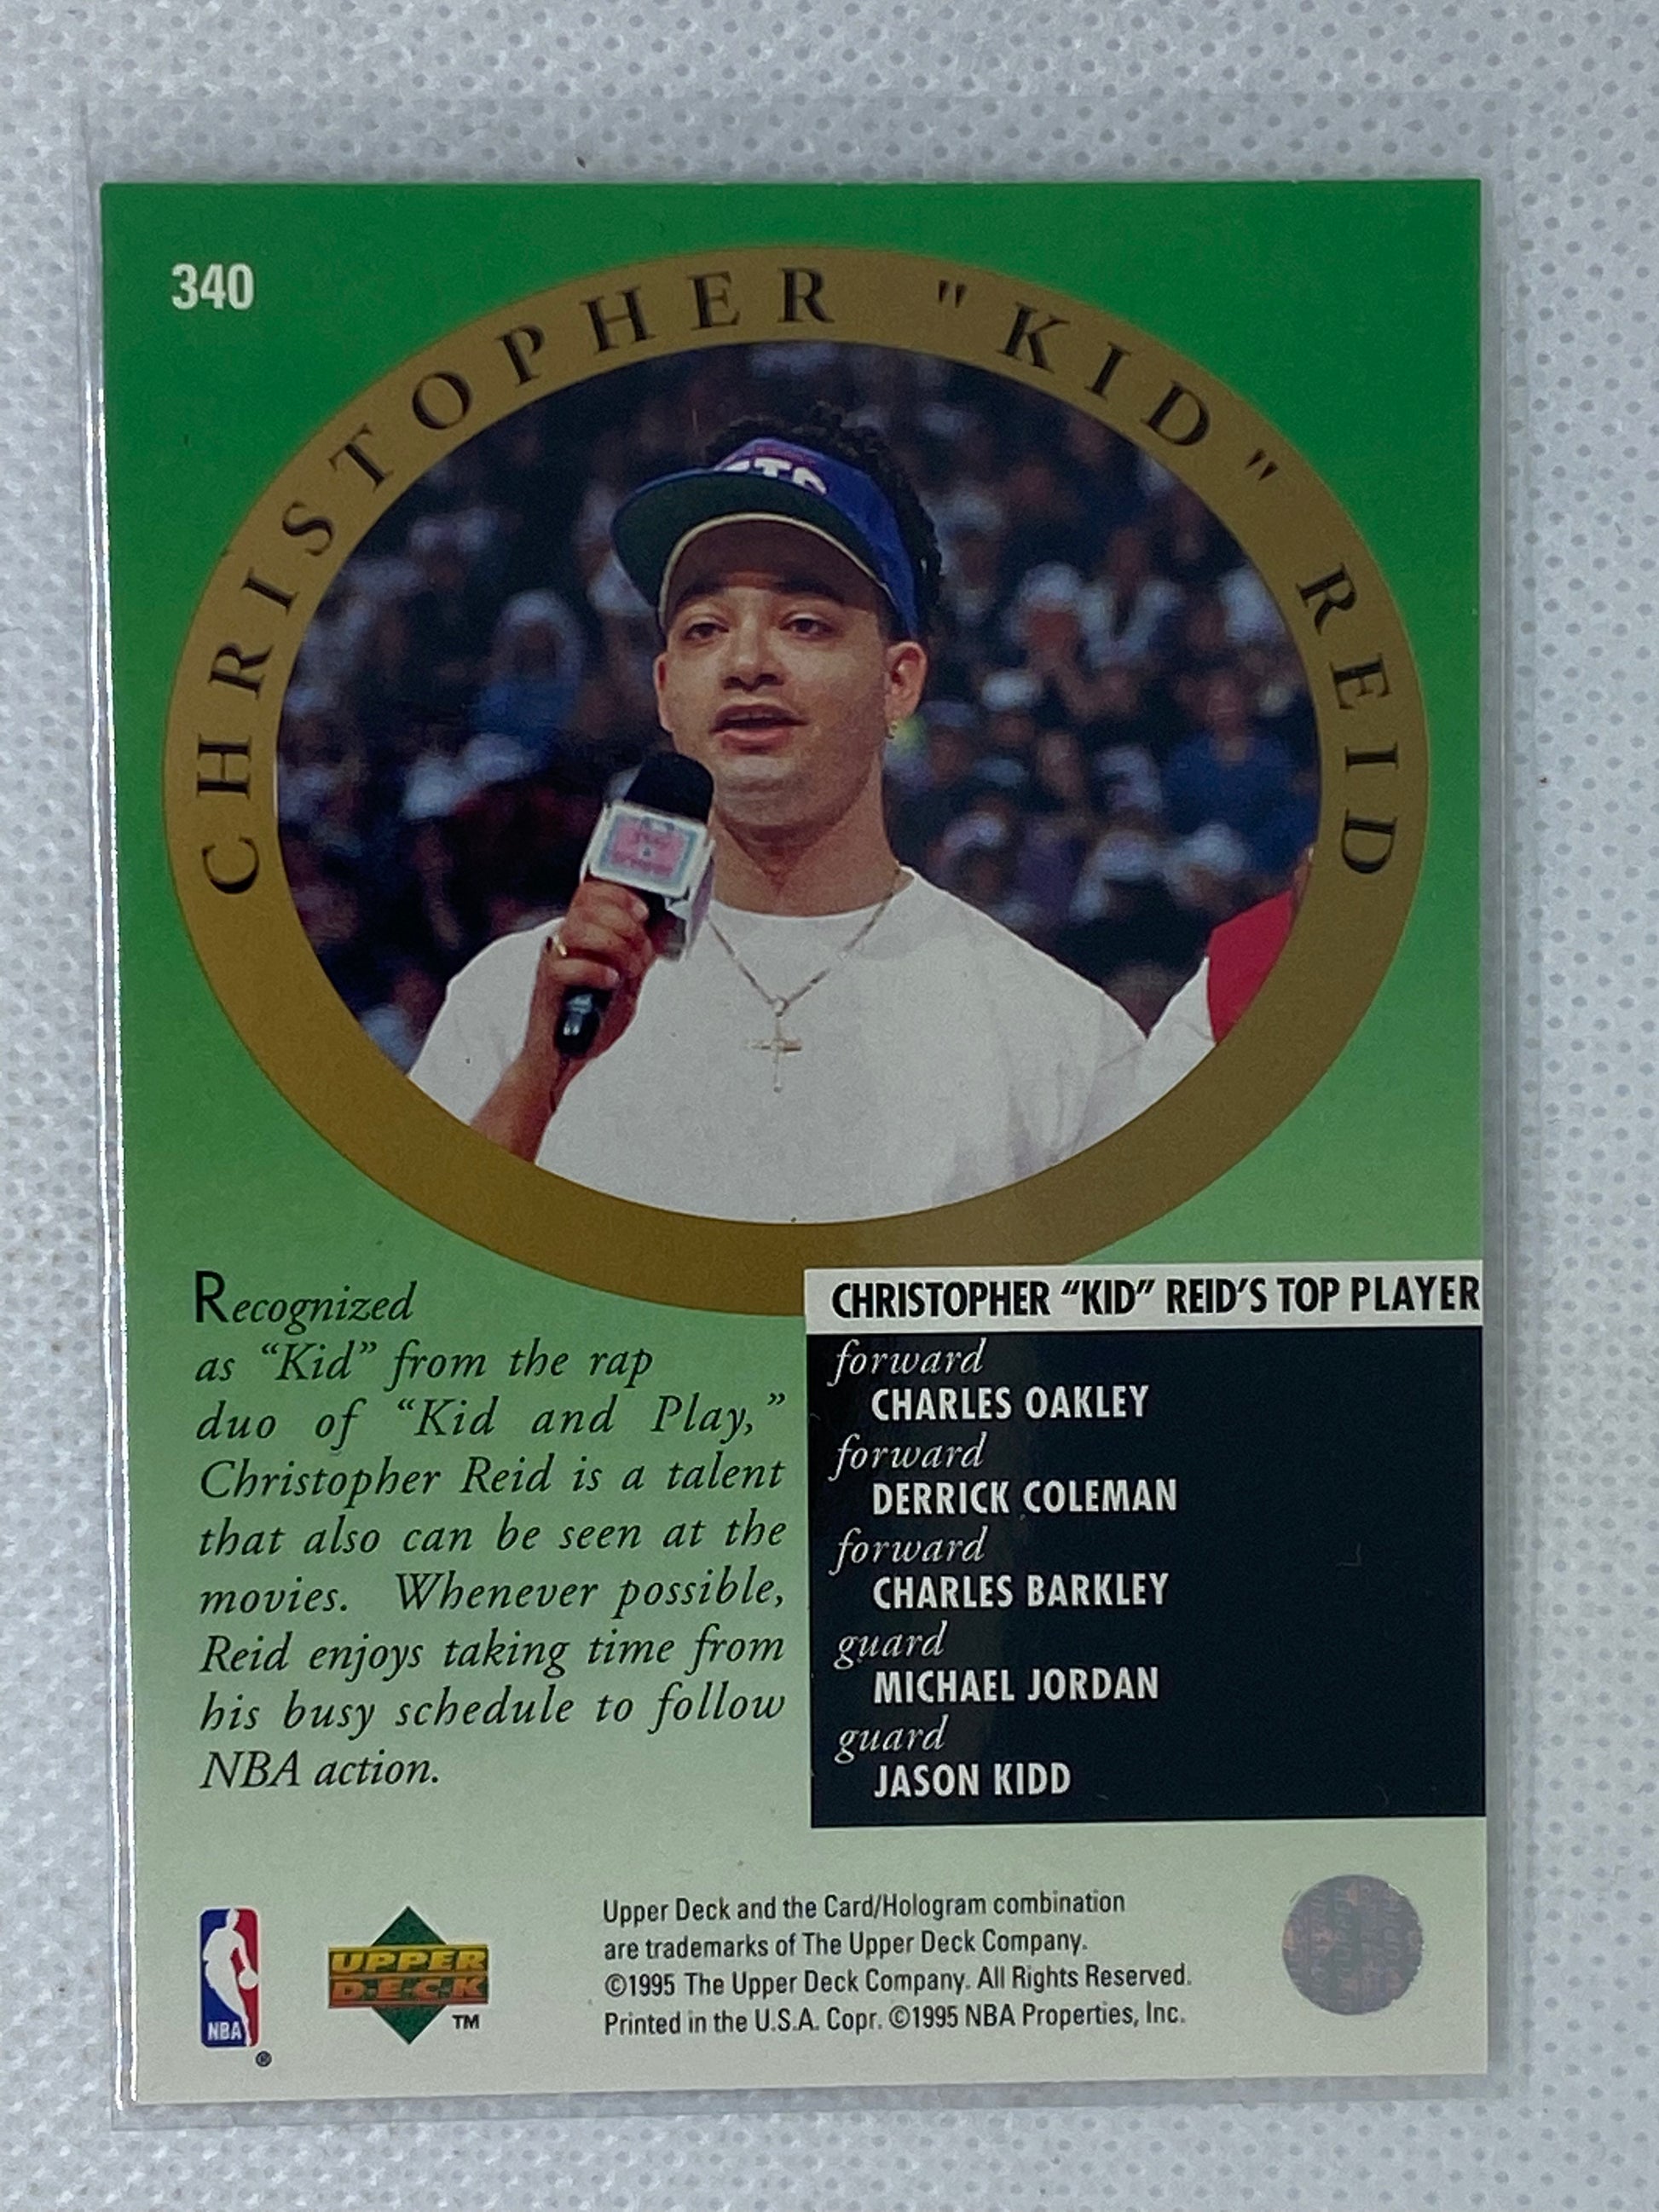 340
CHRISTOPHER "KID" REID
Recognized
as “Kid” from the rap
duo of “Kid and Play,”
Christopher Reid is a talent
that also can be seen at the
movies. Whenever possible,
Reid enjoys taking time from
his busy schedule to follow
NBA action.
CHRISTOPHER “KID” REID’S TOP PLAYER
forward
CHARLES OAKLEY
forward
DERRICK COLEMAN
forward
CHARLES BARKLEY
guard
MICHAEL JORDAN
guard
JASON KIDD
NBA
®
UPPER
D.E.C.K
TM
Upper Deck and the Card/Hologram combination
are trademarks of The Upper Deck Company.
©1995 The Upper Deck Company. All Rights Reserved.
Printed in the U.S.A. Copr. ©1995 NBA Properties, Inc.